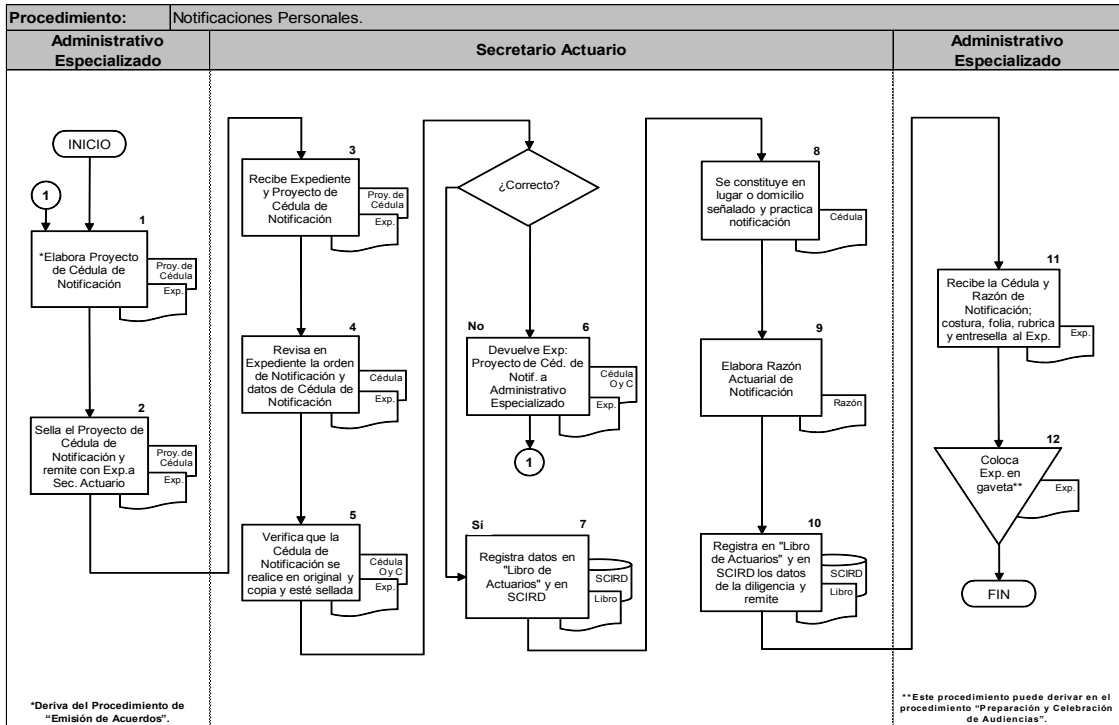 Procedimiento: Notificaciones Personales.
Administrativo
Especializado
Secretario Actuario
Administrativo
Especializado
INICIO
1
1
*Elabora Proyecto
de Cédula de
Notificación
Proy. de
Cédula
Exp.
2
Sella el Proyecto de
Cédula de
Notificación y
remite con Exp.a
Sec. Actuario
Proy. de
Cédula
Exp.
*Deriva del Procedimiento de
“Emisión de Acuerdos”.
3
Recibe Expediente
y Proyecto de
Cédula de
Notificación
Proy. de
Cédula
Exp.
4
Revisa en
Expediente la orden
de Notificación y
datos de Cédula de
Notificación
Cédula
Exp.
5
Verifica que la
Cédula de
Notificación se
realice en original y
copia y esté sellada
Cédula
O y C
Exp.
¿Correcto?
No
6
Devuelve Exp:
Proyecto de Céd. de
Notif. a
Administrativo
Especializado
Cédula
O y C
Exp.
1
Sí
7
Registra datos en
"Libro de
Actuarios" y en
SCIRD
SCIRD
Libro
8
Se constituye en
lugar o domicilio
señalado y practica
notificación
Cédula
9
Elabora Razón
Actuarial de
Notificación
Razón
10
Registra en "Libro
de Actuarios" y en
SCIRD los datos
de la diligencia y
remite
SCIRD
Libro
11
Recibe la Cédula y
Razón de
Notificación;
costura, folia, rubrica
y entresella al Exp.
Exp.
12
Coloca
Exp. en
gaveta**
Exp.
FIN
**Este procedimiento puede derivar en el
procedimiento “Preparación y Celebración
de Audiencias”.